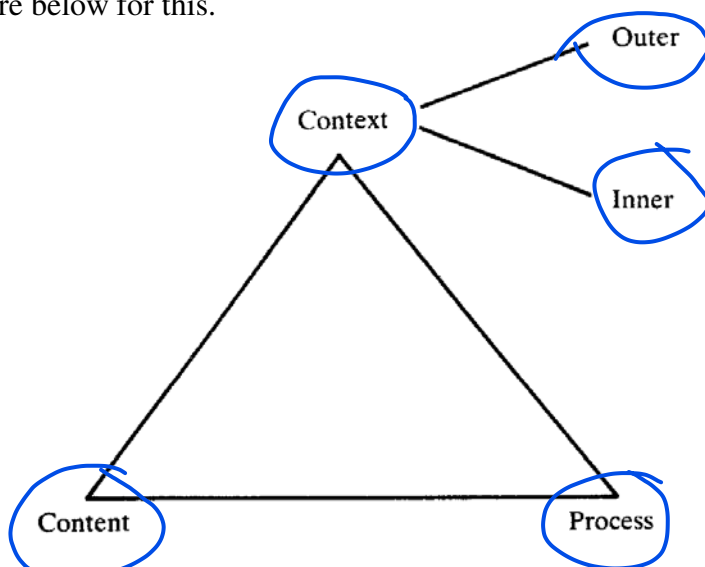 re below for this.
Outer
Context
Inner
Content
Process